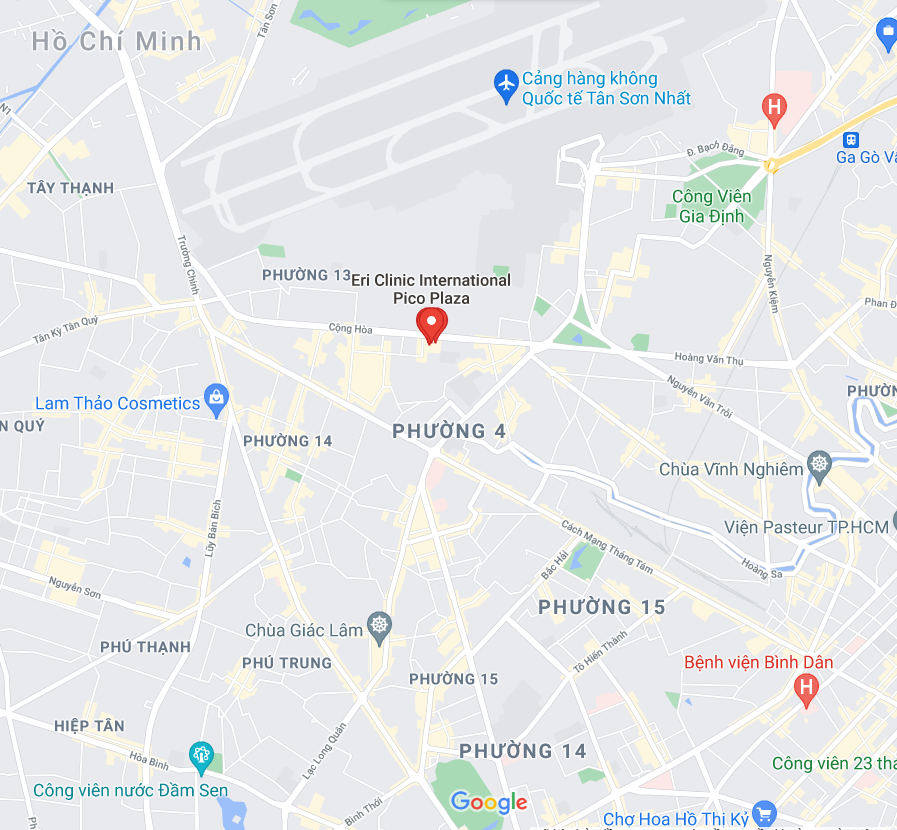 Hồ Chí Minh
Tân Sơn
Cảng hàng không
Quốc tế Tân Sơn Nhất
H
Đ. Bạch Đằng
Ga Gò Vấ
N1
TÂY THẠNH
Công Viên
Gia Định
Trường Chinh
PHƯỜNG 13
Eri Clinic International
Pico Plaza
Nguyễn Kiệm
Phan Đ
Tân Kỳ Tân Quý
Cộng Hòa
Hoàng Văn Thụ
Nguyễn Văn Trỗi
PHƯỜN
Lam Thảo Cosmetics
N QUÝ
PHƯỜNG 14
PHƯỜNG 4
Chùa Vĩnh Nghiêm
Lũy Bán Bích
Viện Pasteur TP.HCM
Cách Mạng Tháng Tám
Bắc Hải
Hoàng Sa
Nguyễn Sơn
PHƯỜNG 15
Chùa Giác Lâm
Tô Hiến Thành
PHÚ THẠNH
PHÚ TRUNG
Bệnh viện Bình Dân
H
PHƯỜNG 15
HIỆP TÂN
Lạc Long Quân
PHƯỜNG 14
Hòa Bình
Công viên 23 thá
Công viên nước Đầm Sen
Bình Thới
Google
Chợ Hoa Hồ Thị Kỷ
Ph